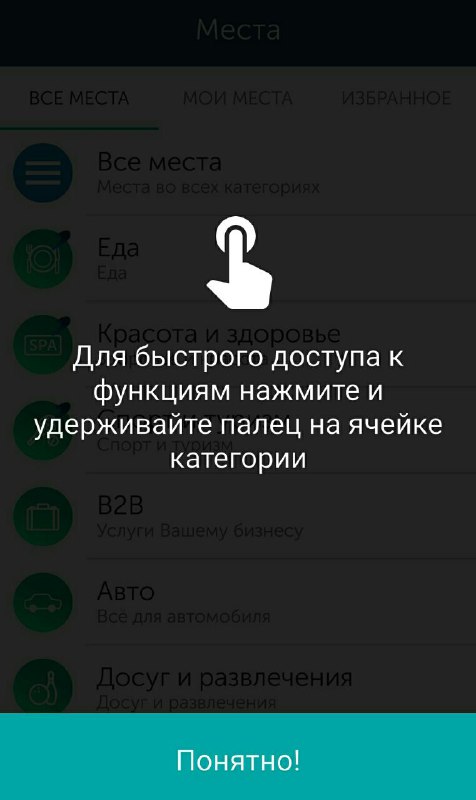 Места
ВСЕ МЕСТА МОИ МЕСТА ИЗБРАННОЕ
Все места
Места во всех категориях
Еда
Еда
SPA
Красота и здоровье
Для быстрого доступа к
функциям нажмите и
удерживайте палец на ячейке
категории
Спорт и туризм
Спорт и туризм
B2B
Услуги Вашему бизнесу
Авто
Все для автомобиля
Досуг и развлечения
Досуг и развлечения
Понятно!